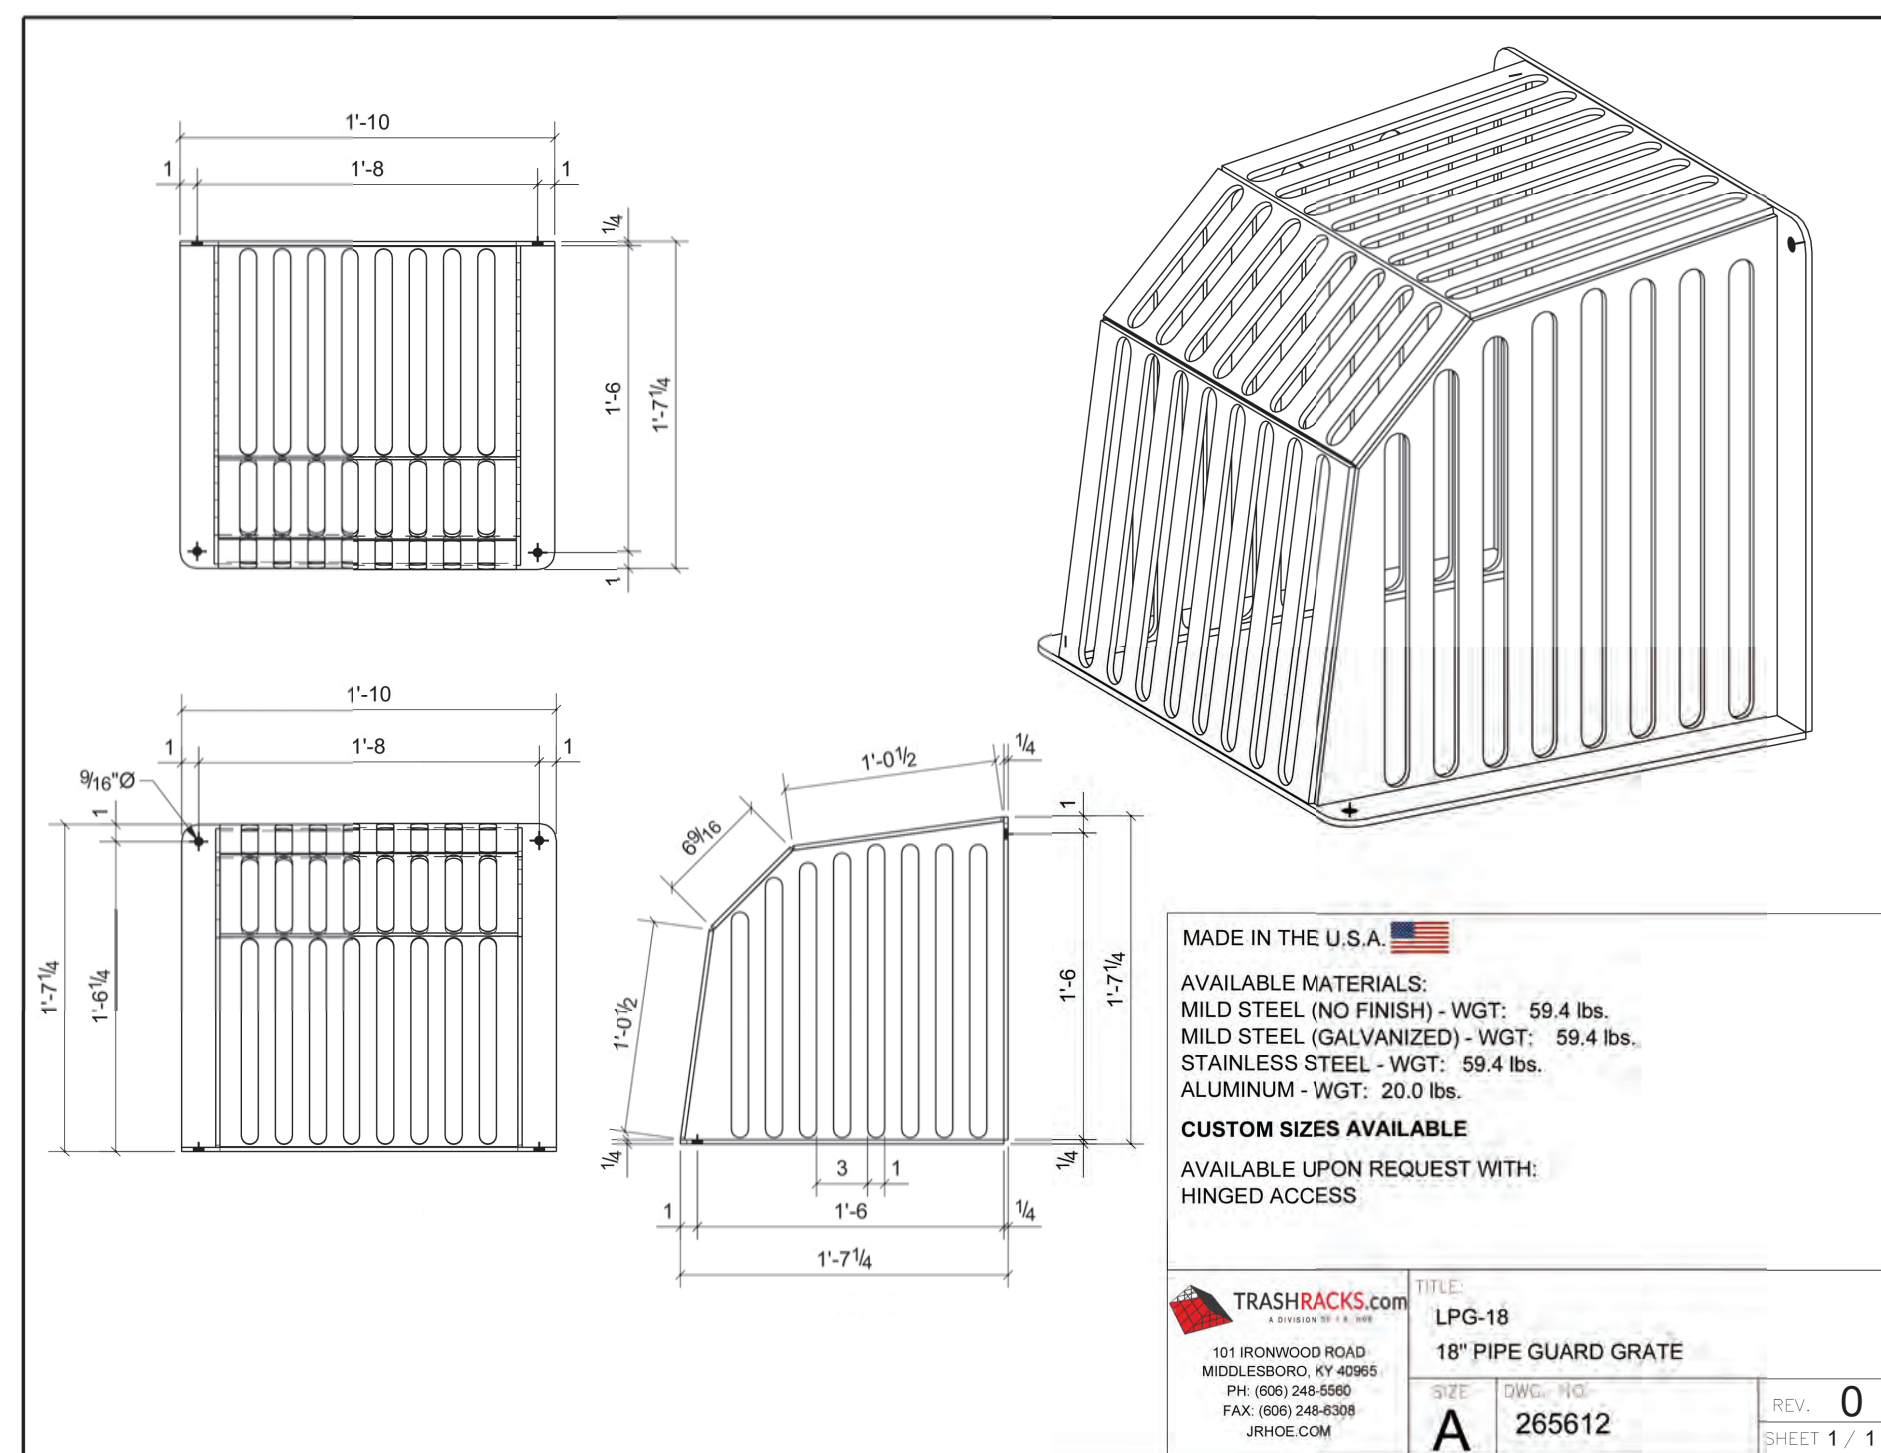 1'-10
1
1'-8
1
1/4
1'-6
1'-7 1/4
1
1'-10
1
1'-8
1
9/16"Ø
1
1'-7 1/4
1'-6 1/4
1'-0 1/2
1/4
6 9/16
1
1'-0 1/2
1'-6
1'-7 1/4
1/4
1/4
3
1
1
1'-6
1/4
1'-7 1/4
MADE IN THE U.S.A.
AVAILABLE MATERIALS:
MILD STEEL (NO FINISH) - WGT: 59.4 lbs.
MILD STEEL (GALVANIZED) - WGT: 59.4 lbs.
STAINLESS STEEL - WGT: 59.4 lbs.
ALUMINUM - WGT: 20.0 lbs.
CUSTOM SIZES AVAILABLE
AVAILABLE UPON REQUEST WITH:
HINGED ACCESS
TRASHRACKS.com
A DIVISION OF J.R. HOE
101 IRONWOOD ROAD
MIDDLESBORO, KY 40965
PH: (606) 248-5560
FAX: (606) 248-6308
JRHOE.COM
TITLE:
LPG-18
18" PIPE GUARD GRATE
SIZE
A
DWG. NO.
265612
REV. 0
SHEET 1 / 1